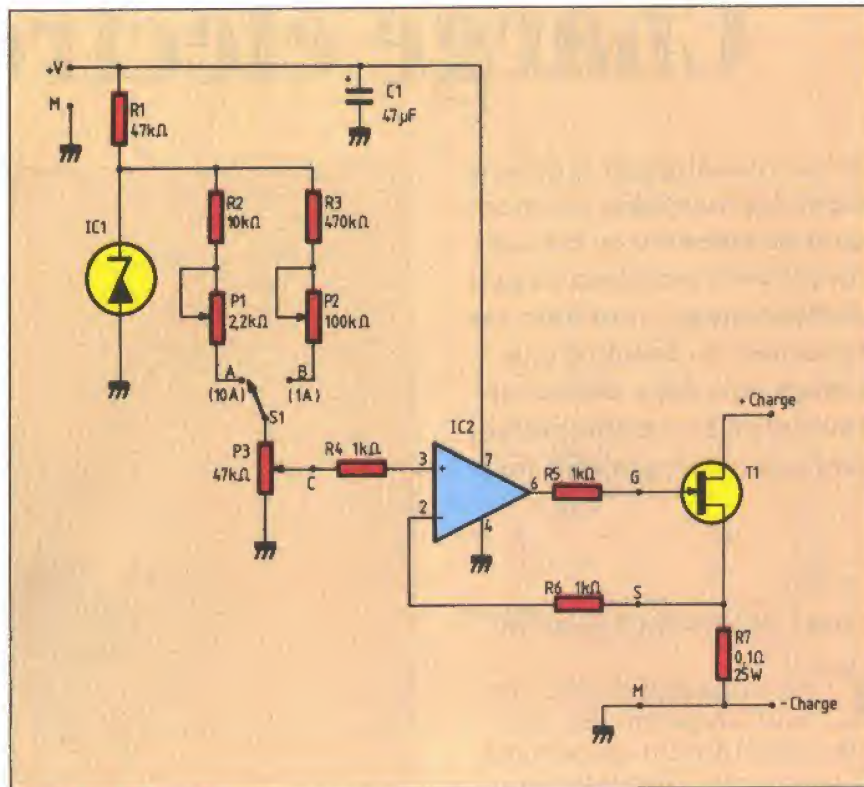 +V
M
R1
47kΩ
C1
47µF
IC1
R2
10kΩ
R3
470kΩ
P1
2,2kΩ
P2
100kΩ
A
(10A)
B
(1A)
S1
P3
47kΩ
C
R4 1kΩ
IC2
3
+
7
2
-
4
6
R5 1kΩ
G
T1
+ Charge
R6 1kΩ
S
R7
0,1Ω
25W
M
- Charge